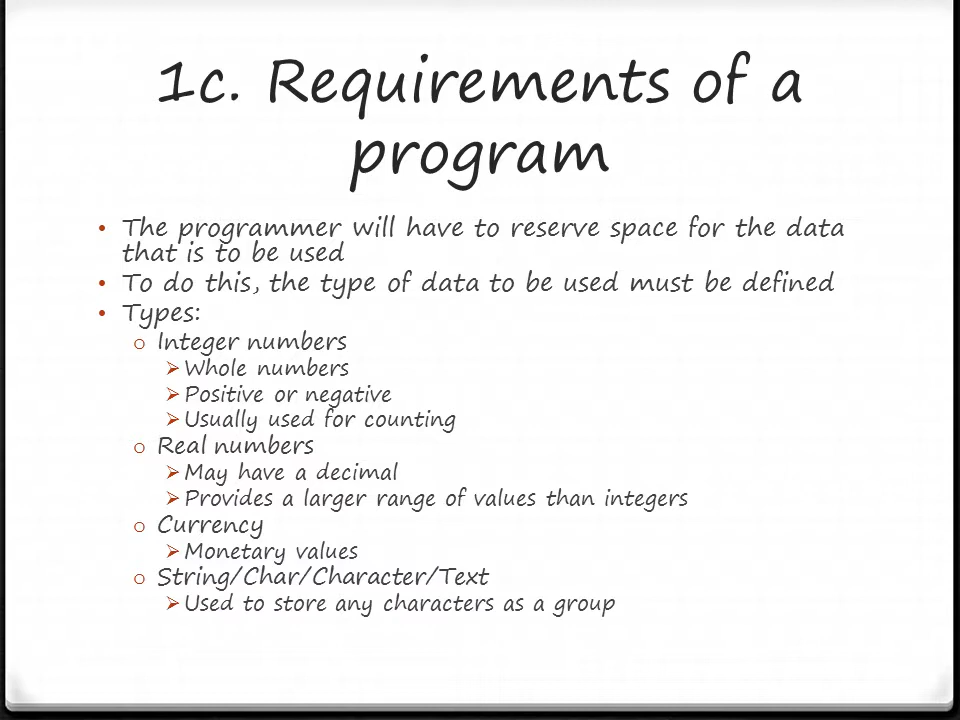 1c. Requirements of a
program
• The programmer will have to reserve space for the data
that is to be used
• To do this, the type of data to be used must be defined
• Types:
o Integer numbers
➢ Whole numbers
➢ Positive or negative
➢ Usually used for counting
o Real numbers
➢ May have a decimal
➢ Provides a larger range of values than integers
o Currency
➢ Monetary values
o String/Char/Character/Text
➢ Used to store any characters as a group